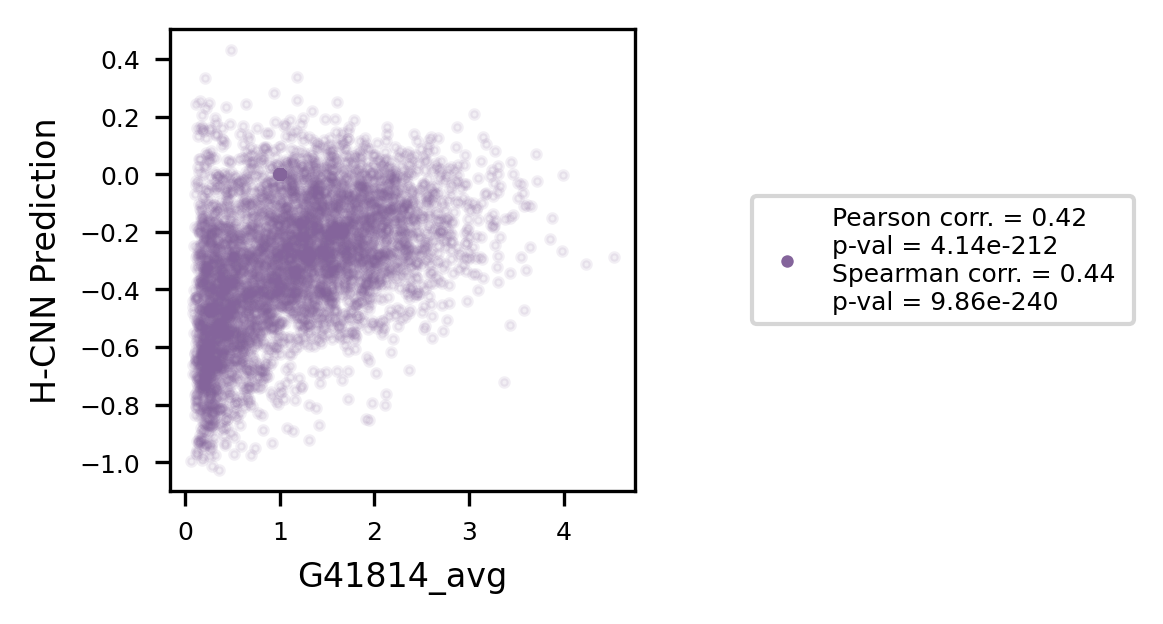 0.4
0.2
0.0
−0.2
−0.4
−0.6
−0.8
−1.0
H-CNN Prediction
0 1 2 3 4
G41814_avg
Pearson corr. = 0.42
p-val = 4.14e-212
Spearman corr. = 0.44
p-val = 9.86e-240